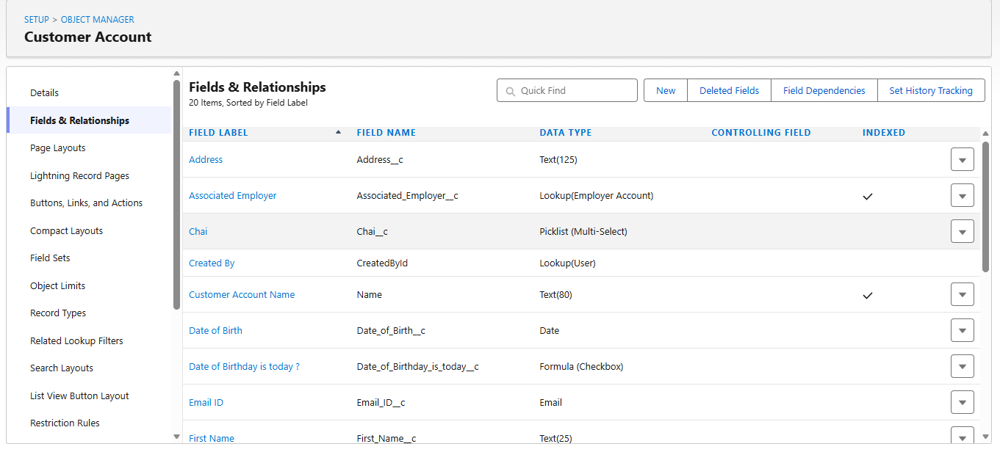 SETUP > OBJECT MANAGER
Customer Account
Details
Fields & Relationships
Page Layouts
Lightning Record Pages
Buttons, Links, and Actions
Compact Layouts
Field Sets
Object Limits
Record Types
Related Lookup Filters
Search Layouts
List View Button Layout
Restriction Rules
Fields & Relationships
20 Items, Sorted by Field Label
Quick Find
New
Deleted Fields
Field Dependencies
Set History Tracking
FIELD LABEL FIELD NAME DATA TYPE CONTROLLING FIELD INDEXED
Address Address__c Text(125)
Associated Employer Associated_Employer__c Lookup(Employer Account)
Chai Chai__c Picklist (Multi-Select)
Created By CreatedById Lookup(User)
Customer Account Name Name Text(80)
Date of Birth Date_of_Birth__c Date
Date of Birthday is today ? Date_of_Birthday_is_today__c Formula (Checkbox)
Email ID Email_ID__c Email
First Name First_Name__c Text(25)